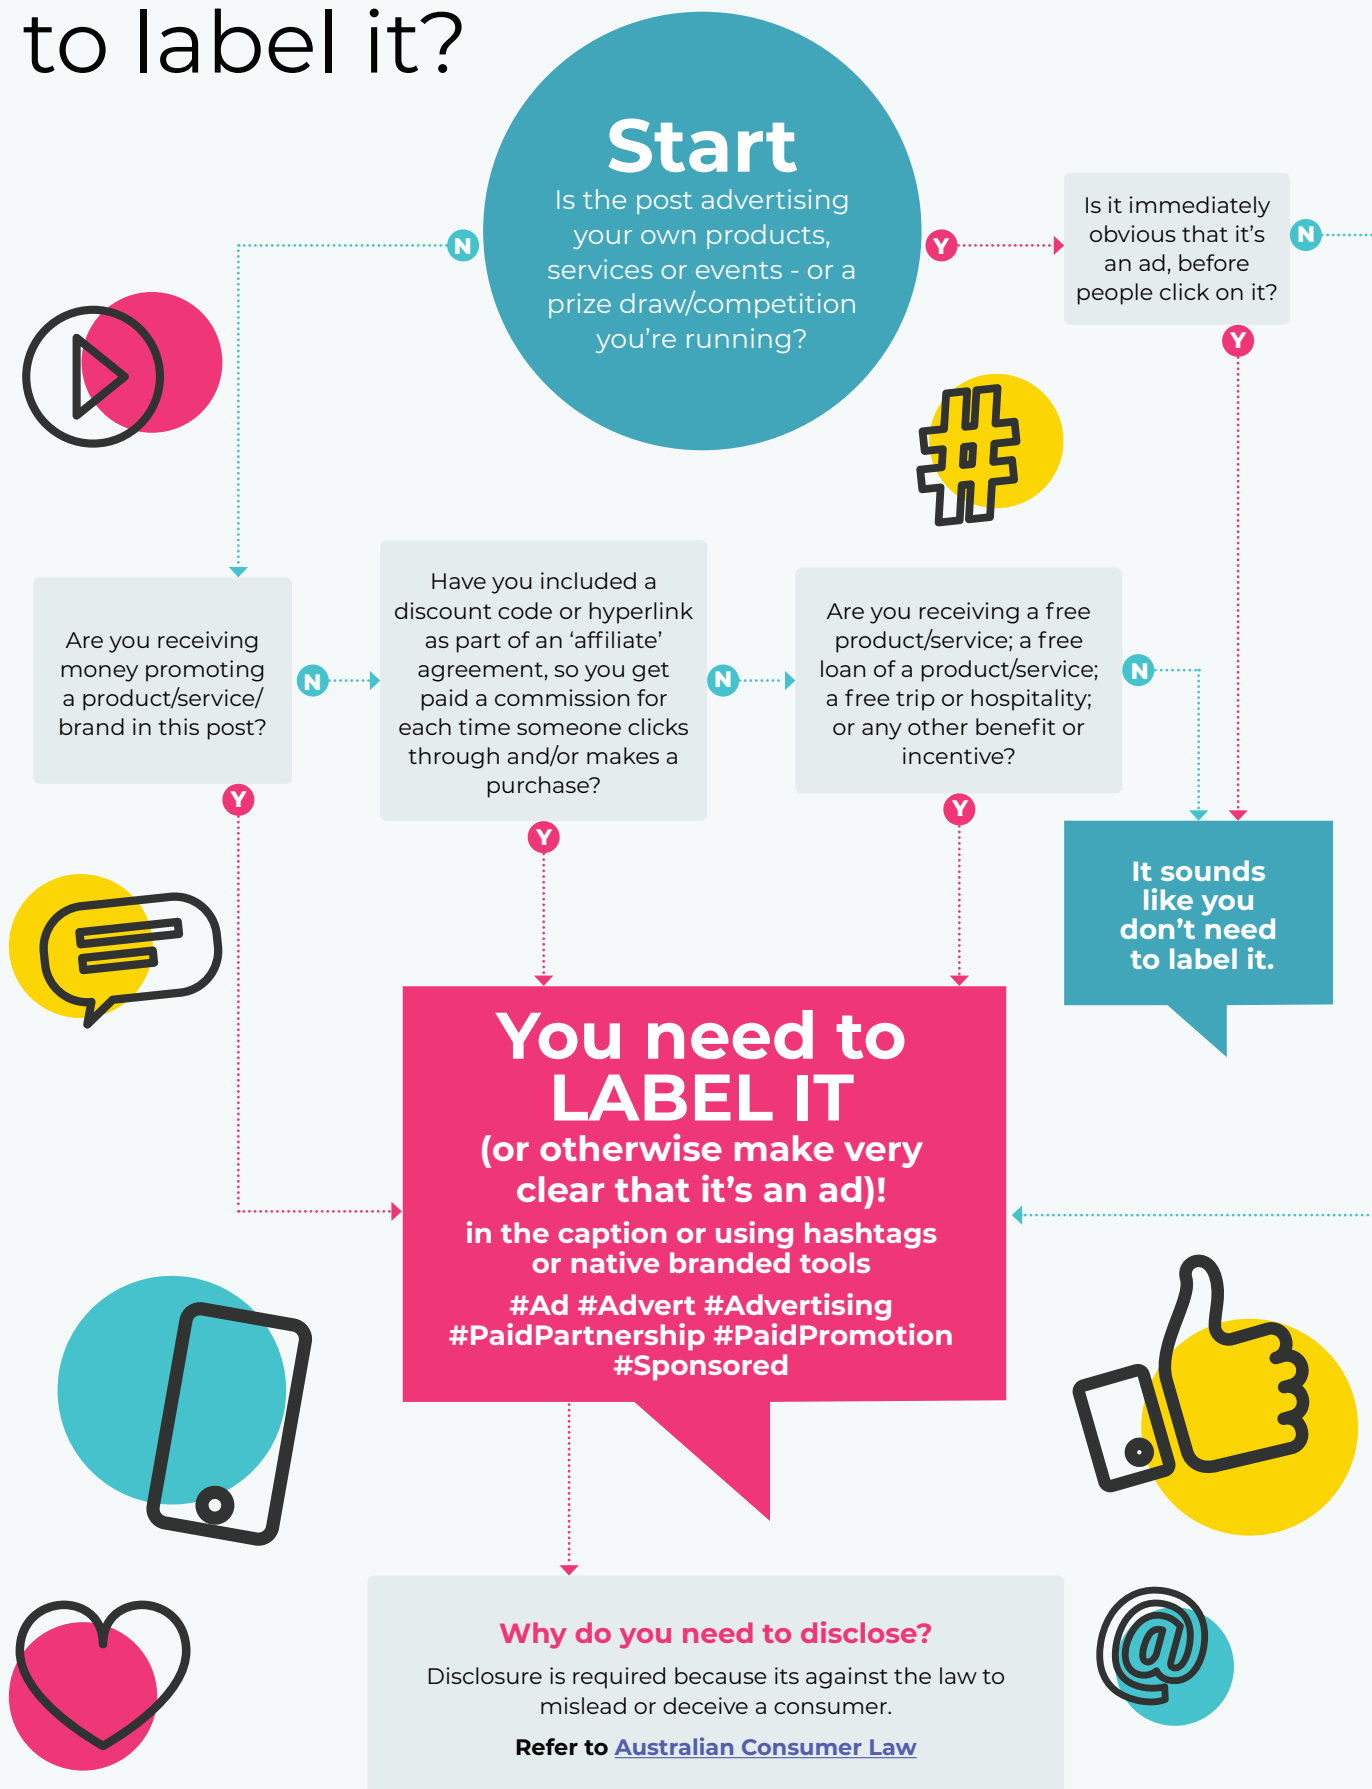 to label it?
Start
Is the post advertising
your own products,
services or events - or a
prize draw/competition
you're running?
N
Y
Is it immediately
obvious that it's
an ad, before
people click on it?
N
Y
Are you receiving
money promoting
a product/service/
brand in this post?
N
Y
Have you included a
discount code or hyperlink
as part of an ‘affiliate’
agreement, so you get
paid a commission for
each time someone clicks
through and/or makes a
purchase?
N
Y
Are you receiving a free
product/service; a free
loan of a product/service;
a free trip or hospitality;
or any other benefit or
incentive?
N
Y
It sounds
like you
don't need
to label it.
You need to
LABEL IT
(or otherwise make very
clear that it's an ad)!
in the caption or using hashtags
or native branded tools
#Ad #Advert #Advertising
#PaidPartnership #PaidPromotion
#Sponsored
Why do you need to disclose?
Disclosure is required because its against the law to
mislead or deceive a consumer.
Refer to Australian Consumer Law